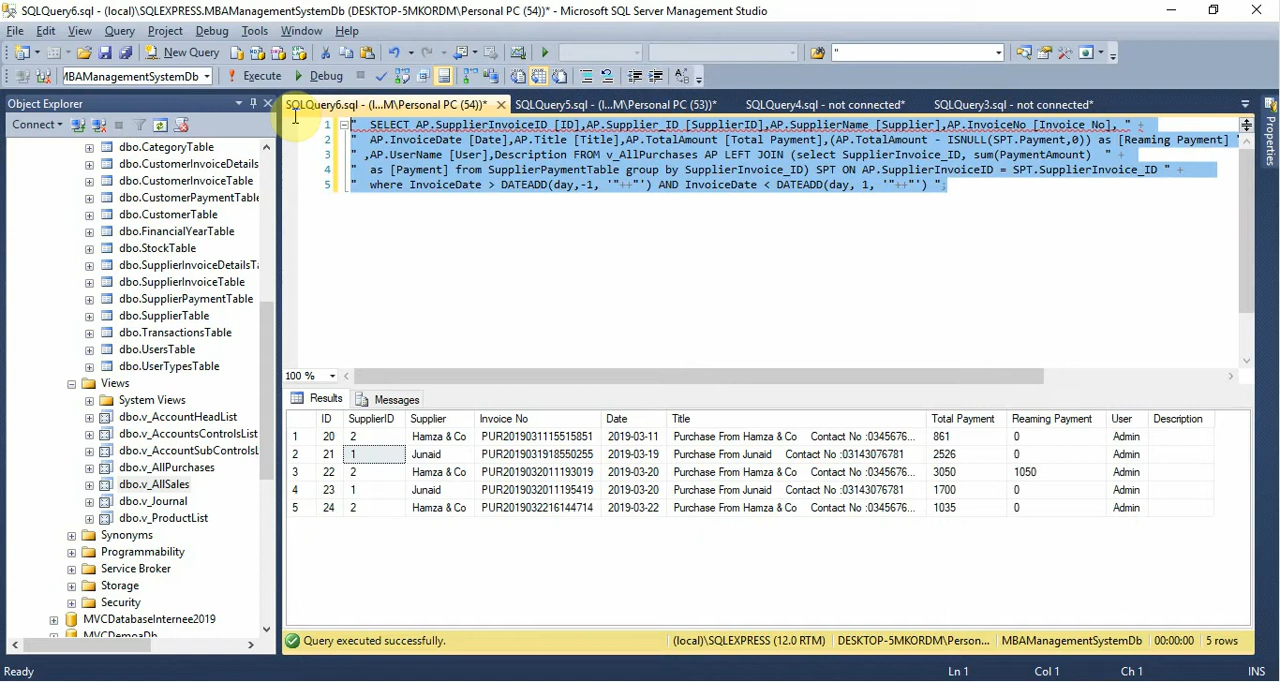 SQLQuery6.sql - (local)\SQLEXPRESS.MBAManagementSystemDb (DESKTOP-5MKORDM\Personal PC (54))* - Microsoft SQL Server Management Studio
File Edit View Query Project Debug Tools Window Help
New Query "
MBAManagementSystemDb Execute Debug
Object Explorer
SQLQuery6.sql - (l...M\Personal PC (54))* SQLQuery5.sql - (l...M\Personal PC (53))* SQLQuery4.sql - not connected* SQLQuery3.sql - not connected*
Properties
Connect
dbo.CategoryTable
dbo.CustomerInvoiceDetails
dbo.CustomerInvoiceTable
dbo.CustomerPaymentTable
dbo.CustomerTable
dbo.FinancialYearTable
dbo.StockTable
dbo.SupplierInvoiceDetailsTa
dbo.SupplierInvoiceTable
dbo.SupplierPaymentTable
dbo.SupplierTable
dbo.TransactionsTable
dbo.UsersTable
dbo.UserTypesTable
Views
System Views
dbo.v_AccountHeadList
dbo.v_AccountsControlsList
dbo.v_AccountSubControlsL
dbo.v_AllPurchases
dbo.v_AllSales
dbo.v_Journal
dbo.v_ProductList
Synonyms
Programmability
Service Broker
Storage
Security
MVCDatabaseInternee2019
MVCDemoaDb
1 " SELECT AP.SupplierInvoiceID [ID],AP.Supplier_ID [SupplierID],AP.SupplierName [Supplier],AP.InvoiceNo [Invoice No], " +
2 " AP.InvoiceDate [Date],AP.Title [Title],AP.TotalAmount [Total Payment],(AP.TotalAmount - ISNULL(SPT.Payment,0)) as [Reaming Payment] "
3 " ,AP.UserName [User],Description FROM v_AllPurchases AP LEFT JOIN (select SupplierInvoice_ID, sum(PaymentAmount) " +
4 " as [Payment] from SupplierPaymentTable group by SupplierInvoice_ID) SPT ON AP.SupplierInvoiceID = SPT.SupplierInvoice_ID " +
5 " where InvoiceDate > DATEADD(day,-1, '"++"') AND InvoiceDate < DATEADD(day, 1, '"++"') ";
100 %
Results Messages
ID SupplierID Supplier Invoice No Date Title Total Payment Reaming Payment User Description
1 20 2 Hamza & Co PUR2019031115515851 2019-03-11 Purchase From Hamza & Co Contact No :0345676... 861 0 Admin
2 21 1 Junaid PUR2019031918550255 2019-03-19 Purchase From Junaid Contact No :03143076781 2526 0 Admin
3 22 2 Hamza & Co PUR2019032011193019 2019-03-20 Purchase From Hamza & Co Contact No :0345676... 3050 1050 Admin
4 23 1 Junaid PUR2019032011195419 2019-03-20 Purchase From Junaid Contact No :03143076781 1700 0 Admin
5 24 2 Hamza & Co PUR2019032216144714 2019-03-22 Purchase From Hamza & Co Contact No :0345676... 1035 0 Admin
Query executed successfully. (local)\SQLEXPRESS (12.0 RTM) DESKTOP-5MKORDM\Person... MBAManagementSystemDb 00:00:00 5 rows
Ready Ln 1 Col 1 Ch 1 INS